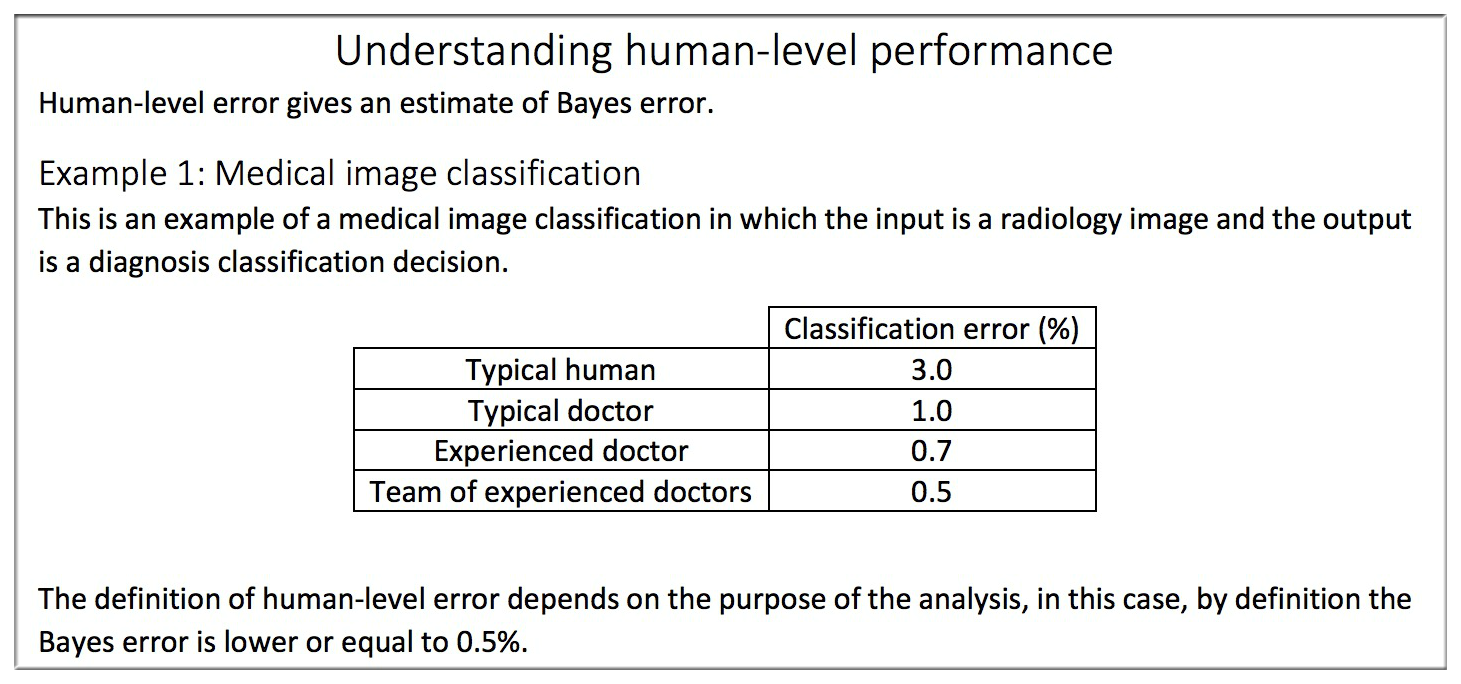 Understanding human-level performance
Human-level error gives an estimate of Bayes error.
Example 1: Medical image classification
This is an example of a medical image classification in which the input is a radiology image and the output
is a diagnosis classification decision.
Classification error (%)
Typical human 3.0
Typical doctor 1.0
Experienced doctor 0.7
Team of experienced doctors 0.5
The definition of human-level error depends on the purpose of the analysis, in this case, by definition the
Bayes error is lower or equal to 0.5%.